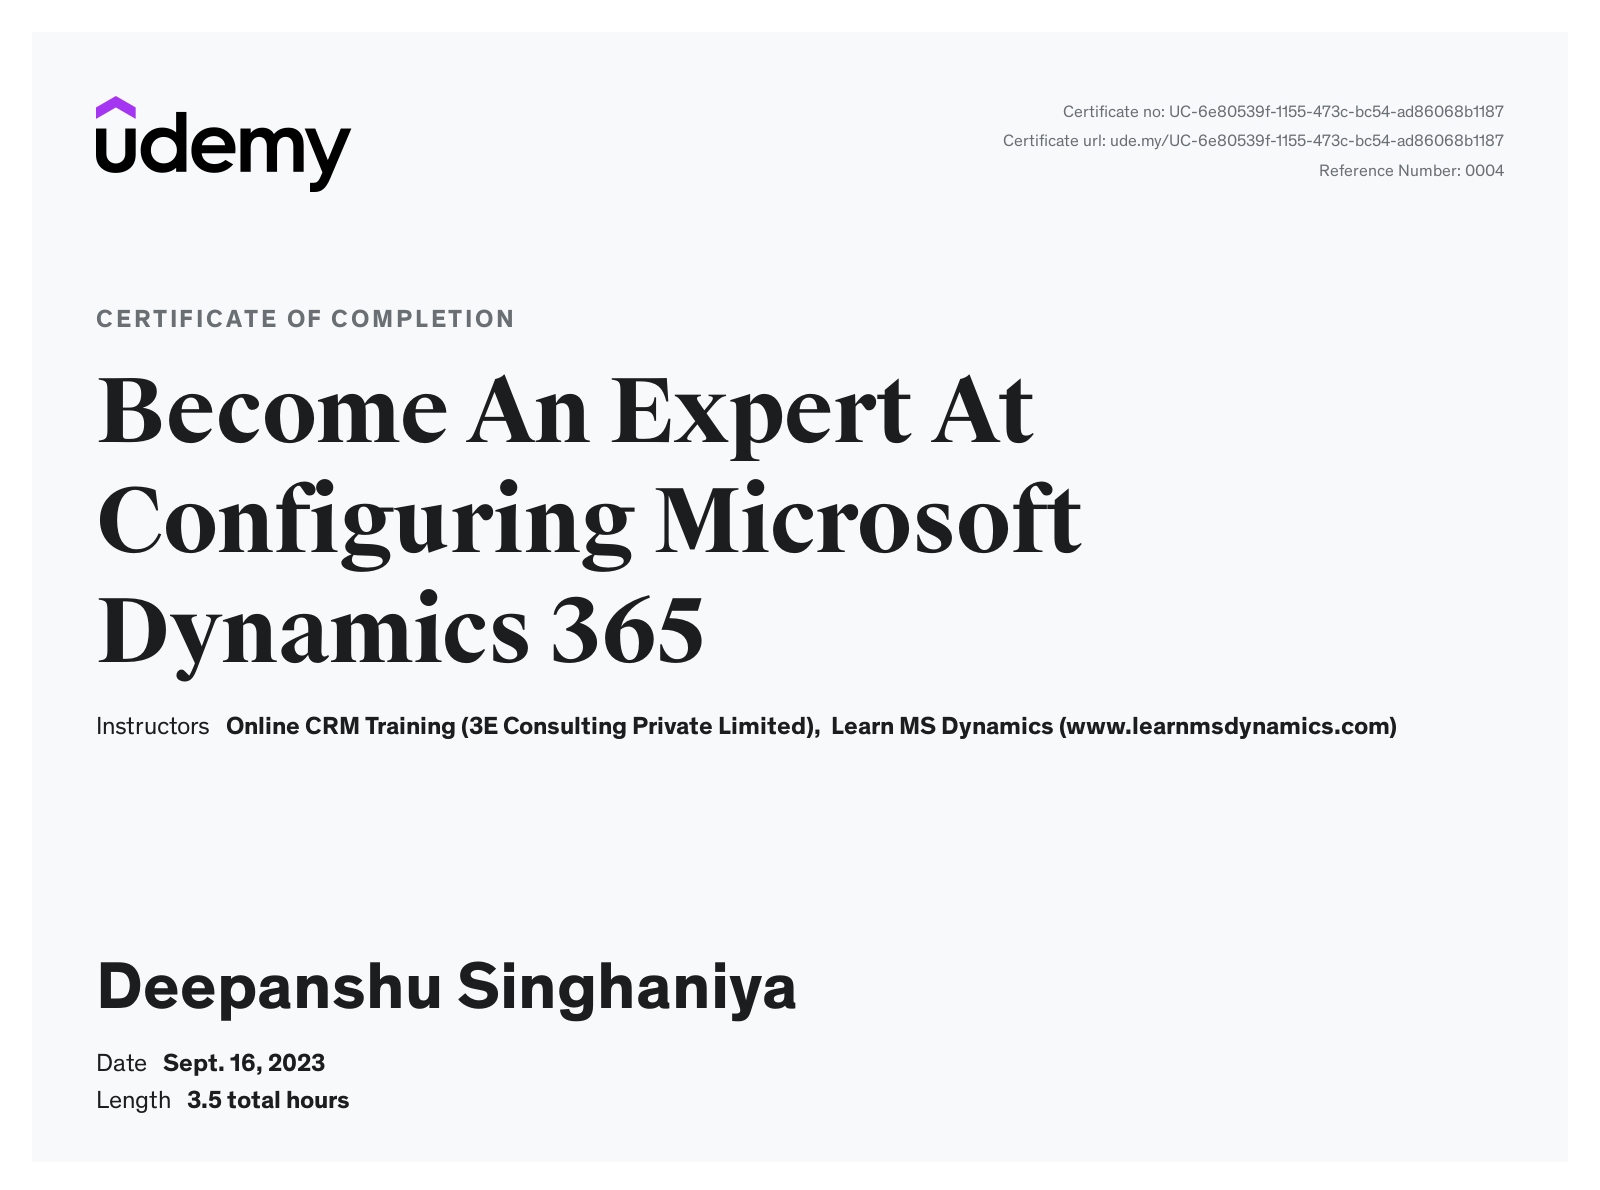 udemy
Certificate no: UC-6e80539f-1155-473c-bc54-ad86068b1187
Certificate url: ude.my/UC-6e80539f-1155-473c-bc54-ad86068b1187
Reference Number: 0004
CERTIFICATE OF COMPLETION
Become An Expert At
Configuring Microsoft
Dynamics 365
Instructors Online CRM Training (3E Consulting Private Limited), Learn MS Dynamics (www.learnmsdynamics.com)
Deepanshu Singhaniya
Date Sept. 16, 2023
Length 3.5 total hours